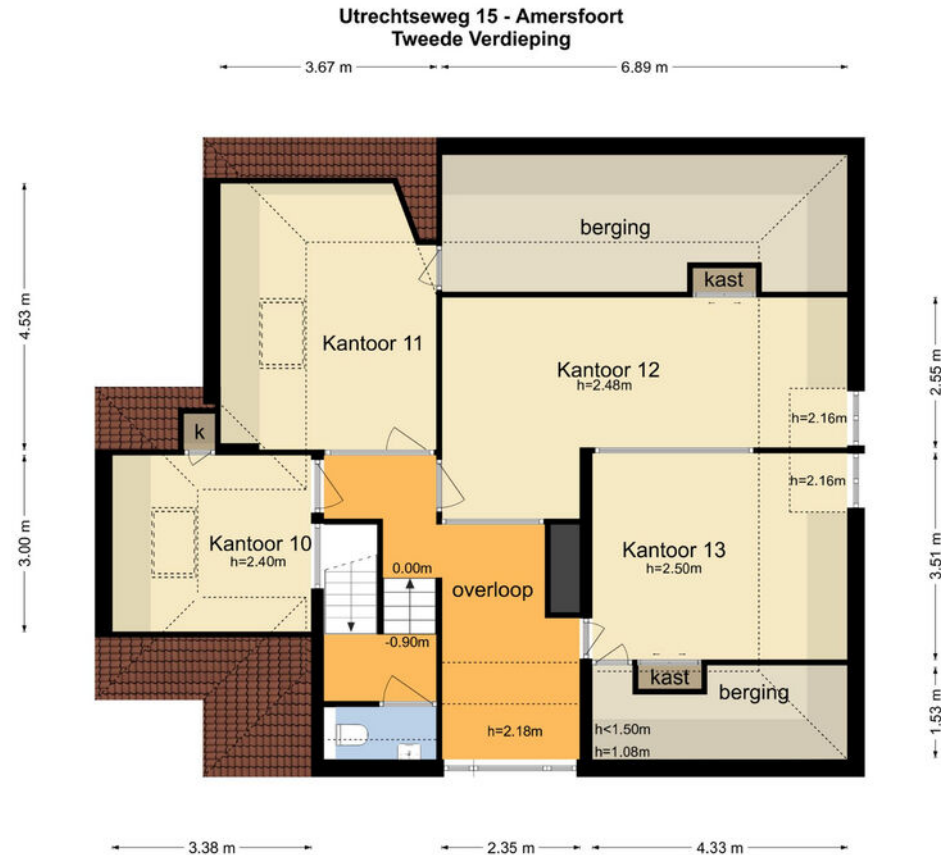 Utrechtseweg 15 - Amersfoort
Tweede Verdieping
3.67 m
6.89 m
4.53 m
3.00 m
berging
kast
Kantoor 11
Kantoor 12
h=2.48m
h=2.16m
2.55 m
k
h=2.16m
Kantoor 10
h=2.40m
Kantoor 13
h=2.50m
3.51 m
0.00m
overloop
-0.90m
kast
berging
h=2.18m
h<1.50m
h=1.08m
1.53 m
3.38 m
2.35 m
4.33 m